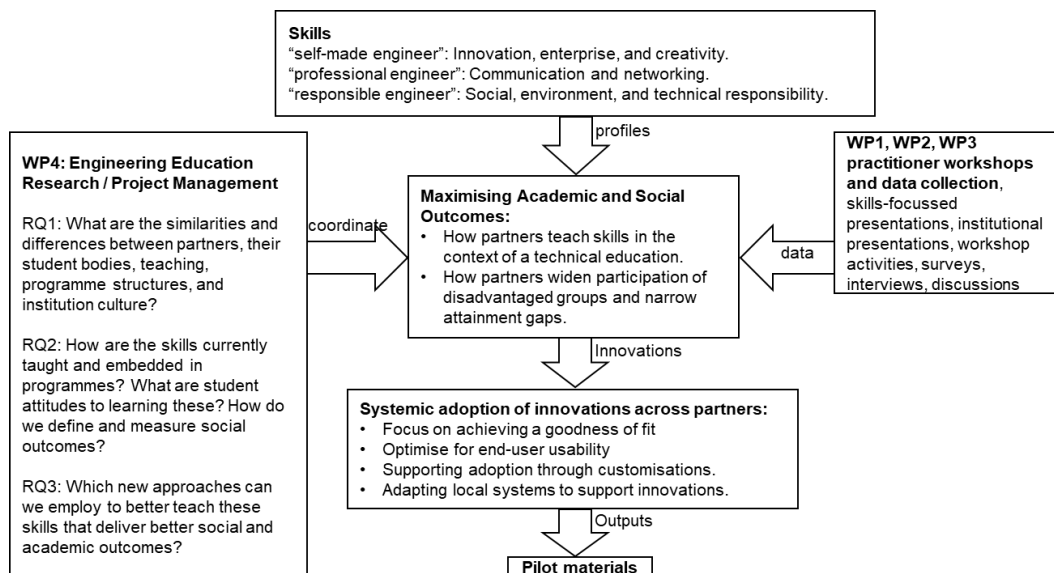 Skills
“self-made engineer”: Innovation, enterprise, and creativity.
“professional engineer”: Communication and networking.
“responsible engineer”: Social, environment, and technical responsibility.
profiles
WP4: Engineering Education
Research / Project Management
RQ1: What are the similarities and
differences between partners, their
student bodies, teaching,
programme structures, and
institution culture?
RQ2: How are the skills currently
taught and embedded in
programmes? What are student
attitudes to learning these? How do
we define and measure social
outcomes?
RQ3: Which new approaches can
we employ to better teach these
skills that deliver better social and
academic outcomes?
coordinate
Maximising Academic and Social
Outcomes:
• How partners teach skills in the
context of a technical education.
• How partners widen participation of
disadvantaged groups and narrow
attainment gaps.
data
WP1, WP2, WP3
practitioner workshops
and data collection,
skills-focussed
presentations, institutional
presentations, workshop
activities, surveys,
interviews, discussions
Innovations
Systemic adoption of innovations across partners:
• Focus on achieving a goodness of fit
• Optimise for end-user usability
• Supporting adoption through customisations.
• Adapting local systems to support innovations.
Outputs
Pilot materials